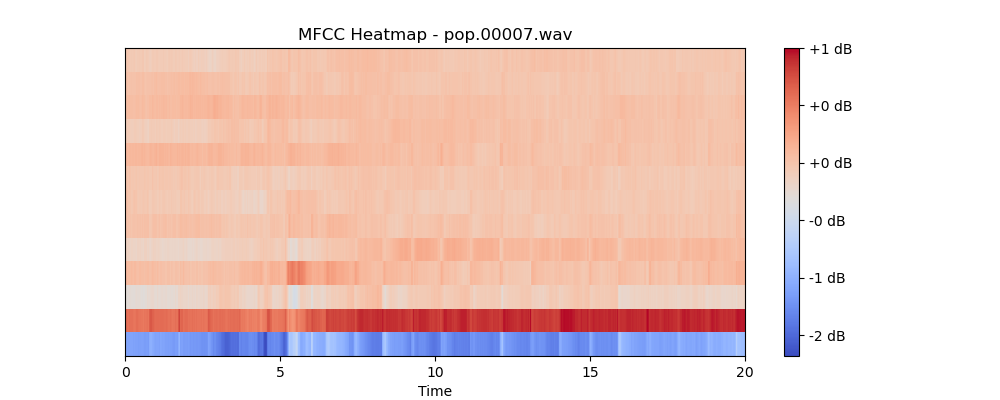 MFCC Heatmap - pop.00007.wav
+1 dB
+0 dB
+0 dB
-0 dB
-1 dB
-2 dB
0 5 10 15 20
Time